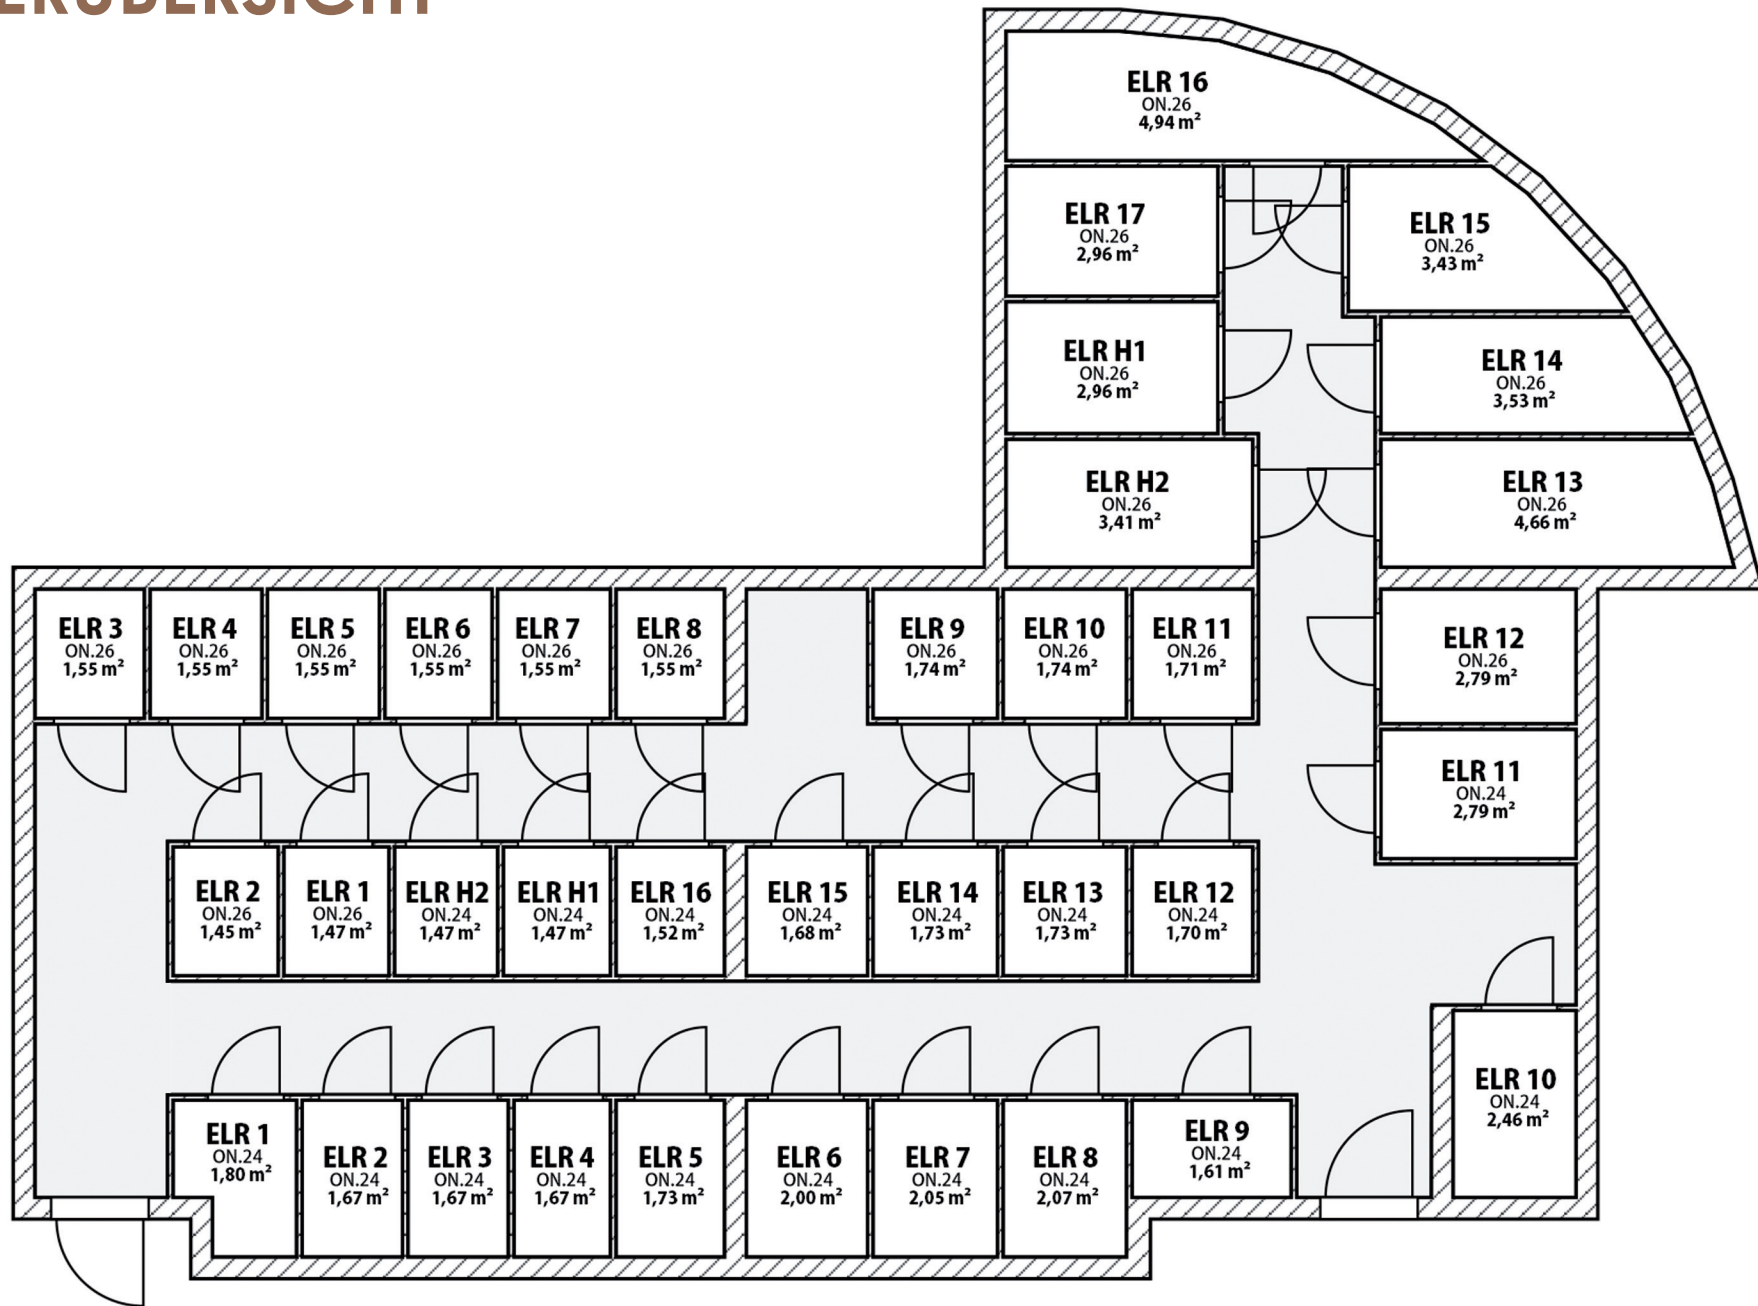 ELR 16
ON.26
4,94 m²
ELR 17
ON.26
2,96 m²
ELR 15
ON.26
3,43 m²
ELR H1
ON.26
2,96 m²
ELR 14
ON.26
3,53 m²
ELR H2
ON.26
3,41 m²
ELR 13
ON.26
4,66 m²
ELR 3
ON.26
1,55 m²
ELR 4
ON.26
1,55 m²
ELR 5
ON.26
1,55 m²
ELR 6
ON.26
1,55 m²
ELR 7
ON.26
1,55 m²
ELR 8
ON.26
1,55 m²
ELR 9
ON.26
1,74 m²
ELR 10
ON.26
1,74 m²
ELR 11
ON.26
1,71 m²
ELR 12
ON.26
2,79 m²
ELR 11
ON.24
2,79 m²
ELR 2
ON.26
1,45 m²
ELR 1
ON.26
1,47 m²
ELR H2
ON.24
1,47 m²
ELR H1
ON.24
1,47 m²
ELR 16
ON.24
1,52 m²
ELR 15
ON.24
1,68 m²
ELR 14
ON.24
1,73 m²
ELR 13
ON.24
1,73 m²
ELR 12
ON.24
1,70 m²
ELR 1
ON.24
1,80 m²
ELR 2
ON.24
1,67 m²
ELR 3
ON.24
1,67 m²
ELR 4
ON.24
1,67 m²
ELR 5
ON.24
1,73 m²
ELR 6
ON.24
2,00 m²
ELR 7
ON.24
2,05 m²
ELR 8
ON.24
2,07 m²
ELR 9
ON.24
1,61 m²
ELR 10
ON.24
2,46 m²